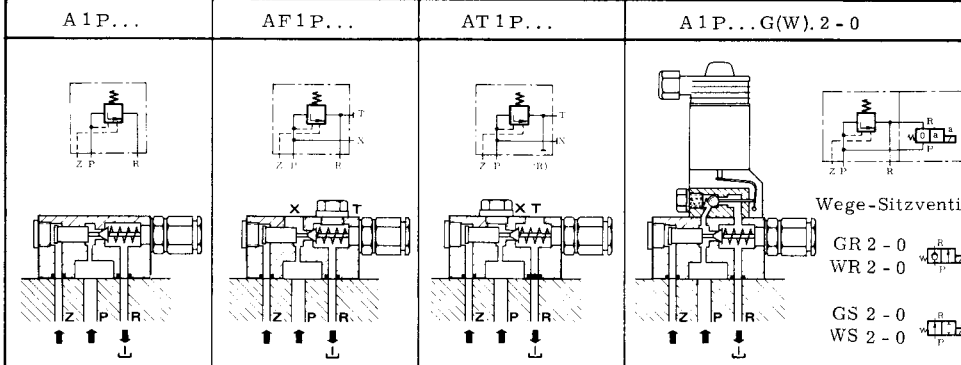 A1P...
AF1P...
AT1P...
A1P...G(W).2-0
Z P R
T
X
Z P R
T
X
Z P (R)
R
0 a a
P
Z P R
X T
X T
Wege-Sitzventi
GR 2-0
WR 2-0
R
P
GS 2-0
WS 2-0
R
P
Z P R
Z P R
Z P R
Z P R